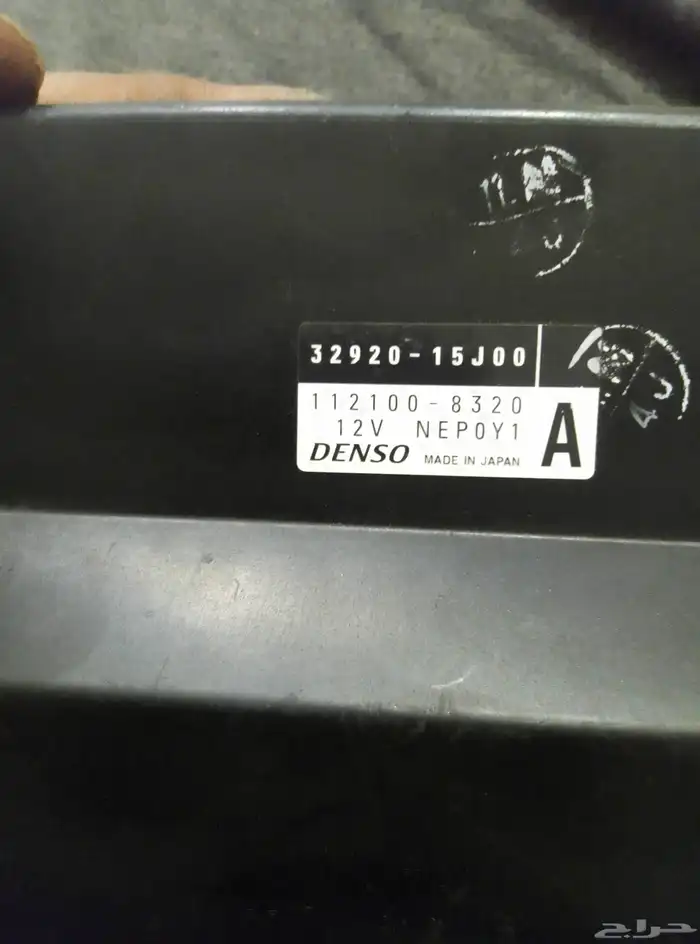 32920-15J00
112100-8320
12V NEP0Y1
A
DENSO MADE IN JAPAN
حراج